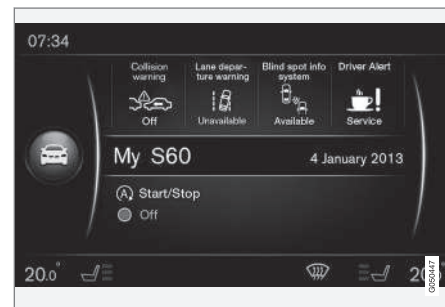 07:34
Collision warning
Off
Lane depar-
ture warning
Unavailable
Blind spot info
system
Available
Driver Alert
Service
My S60
4 January 2013
Start/Stop
Off
20.0°
G050447